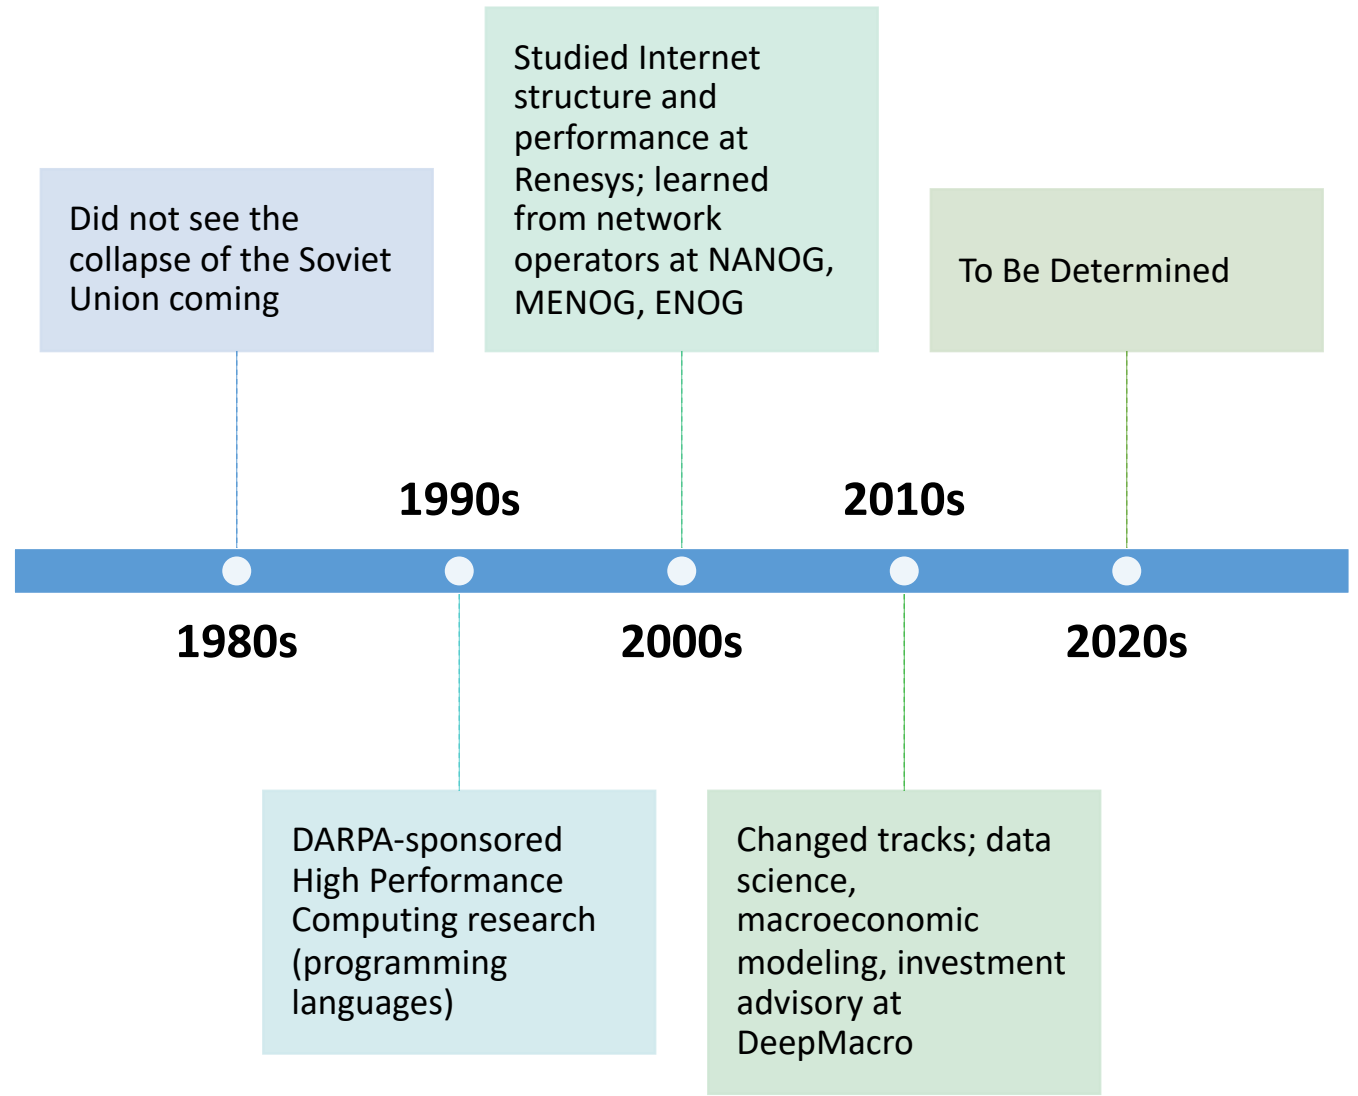 Did not see the
collapse of the Soviet
Union coming
1980s
1990s
DARPA-sponsored
High Performance
Computing research
(programming
languages)
Studied Internet
structure and
performance at
Renesys; learned
from network
operators at NANOG,
MENOG, ENOG
2000s
2010s
Changed tracks; data
science,
macroeconomic
modeling, investment
advisory at
DeepMacro
To Be Determined
2020s